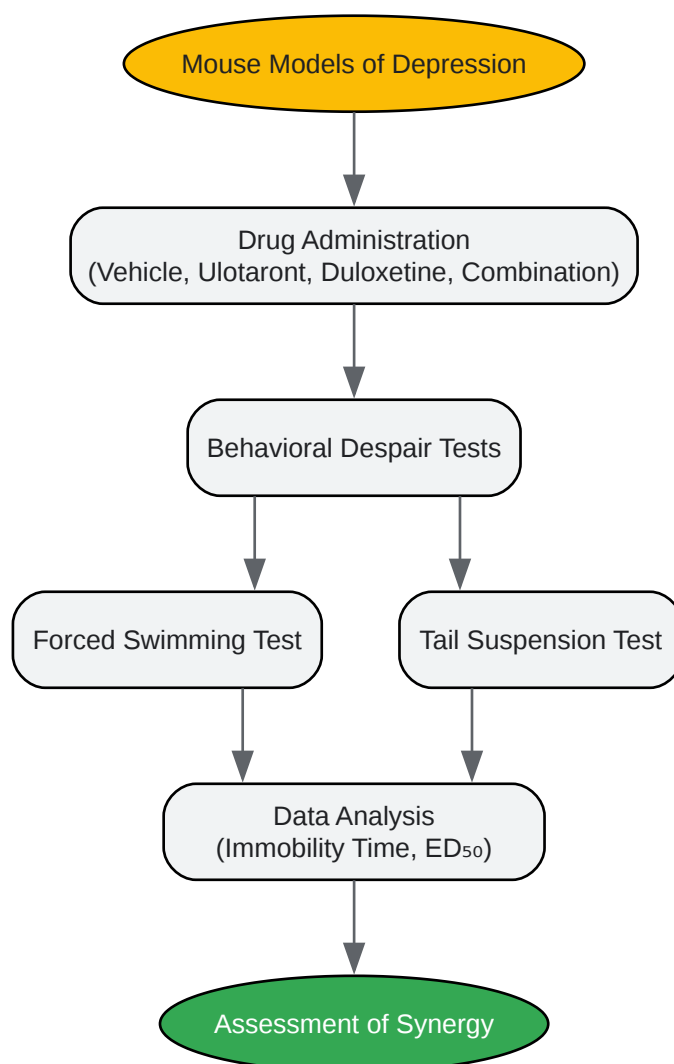 Mouse Models of Depression
Drug Administration
(Vehicle, Ulotaront, Duloxetine, Combination)
Behavioral Despair Tests
Forced Swimming Test
Tail Suspension Test
Data Analysis
(Immobility Time, ED₅₀)
Assessment of Synergy